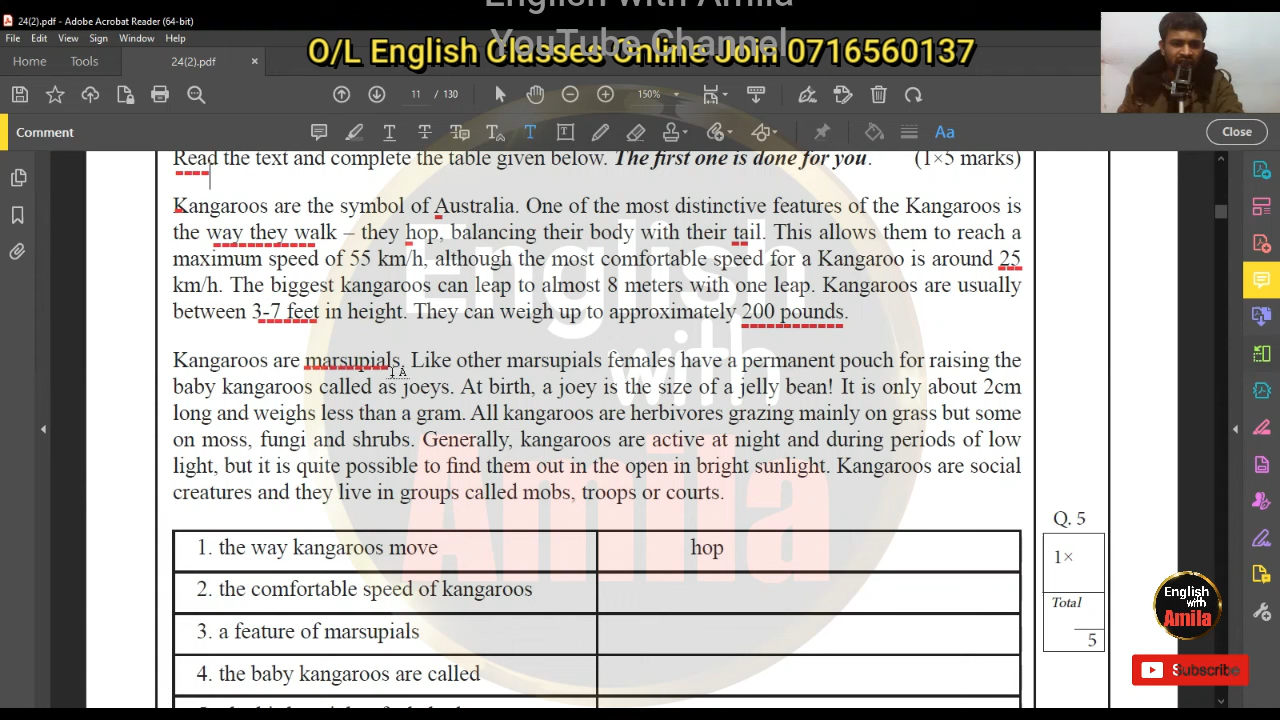 English with Amila
24(2).pdf - Adobe Acrobat Reader (64-bit)
YouTube Channel
File Edit View Sign Window Help
O/L English Classes Online Join 0716560137
Home Tools 24(2).pdf ×
11 / 130 150%
Comment Close
Read the text and complete the table given below. The first one is done for you. (1×5 marks)
Kangaroos are the symbol of Australia. One of the most distinctive features of the Kangaroos is
the way they walk – they hop, balancing their body with their tail. This allows them to reach a
maximum speed of 55 km/h, although the most comfortable speed for a Kangaroo is around 25
km/h. The biggest kangaroos can leap to almost 8 meters with one leap. Kangaroos are usually
between 3-7 feet in height. They can weigh up to approximately 200 pounds.
Kangaroos are marsupials. Like other marsupials females have a permanent pouch for raising the
baby kangaroos called as joeys. At birth, a joey is the size of a jelly bean! It is only about 2cm
long and weighs less than a gram. All kangaroos are herbivores grazing mainly on grass but some
on moss, fungi and shrubs. Generally, kangaroos are active at night and during periods of low
light, but it is quite possible to find them out in the open in bright sunlight. Kangaroos are social
creatures and they live in groups called mobs, troops or courts.
English
with
Amila
1. the way kangaroos move hop
2. the comfortable speed of kangaroos
3. a feature of marsupials
4. the baby kangaroos are called
Q. 5
1×
Total
5
English
with
Amila
Subscribe